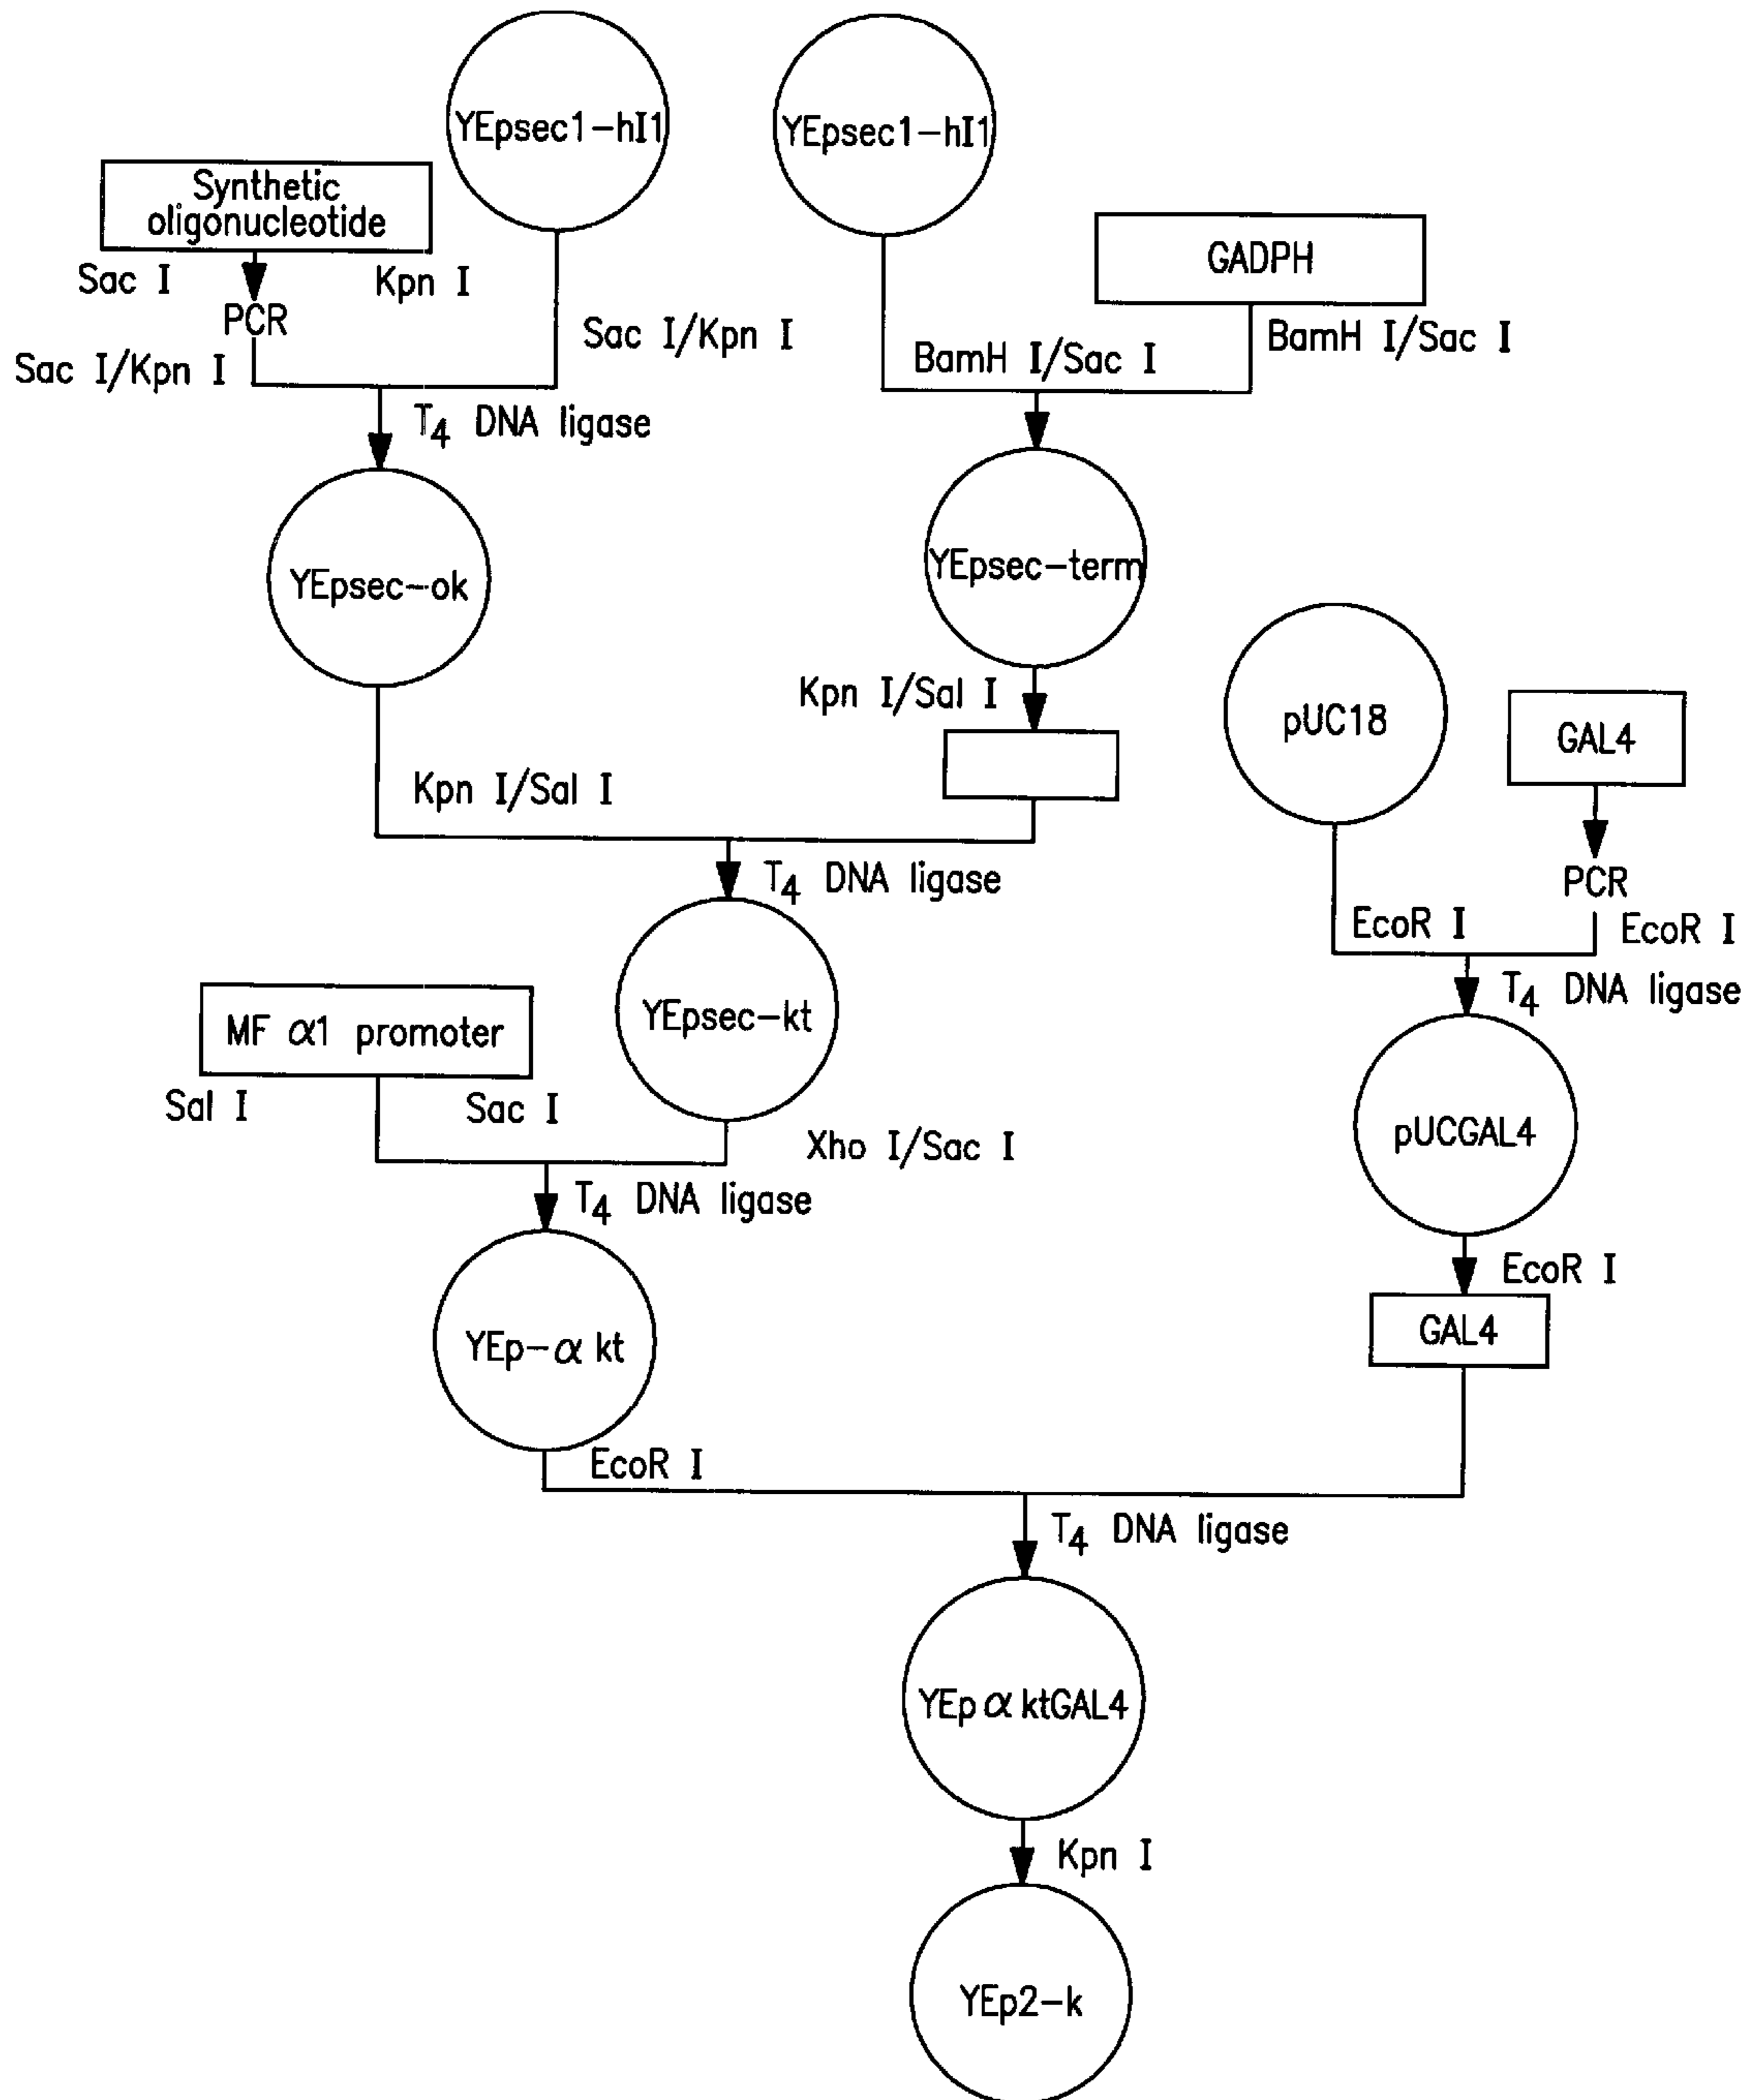 YEpsec1-hI1
YEpsec1-hI1
Synthetic
oligonucleotide
GADPH
Sac I
Kpn I
PCR
Sac I/Kpn I
Sac I/Kpn I
BamH I/Sac I
BamH I/Sac I
T4 DNA ligase
YEpsec-ok
YEpsec-term
Kpn I/Sal I
pUC18
GAL4
Kpn I/Sal I
T4 DNA ligase
PCR
EcoR I
EcoR I
T4 DNA ligase
MF α1 promoter
YEpsec-kt
Sal I
Sac I
Xho I/Sac I
pUCGAL4
T4 DNA ligase
EcoR I
GAL4
YEp-α kt
EcoR I
T4 DNA ligase
YEp α ktGAL4
Kpn I
YEp2-k